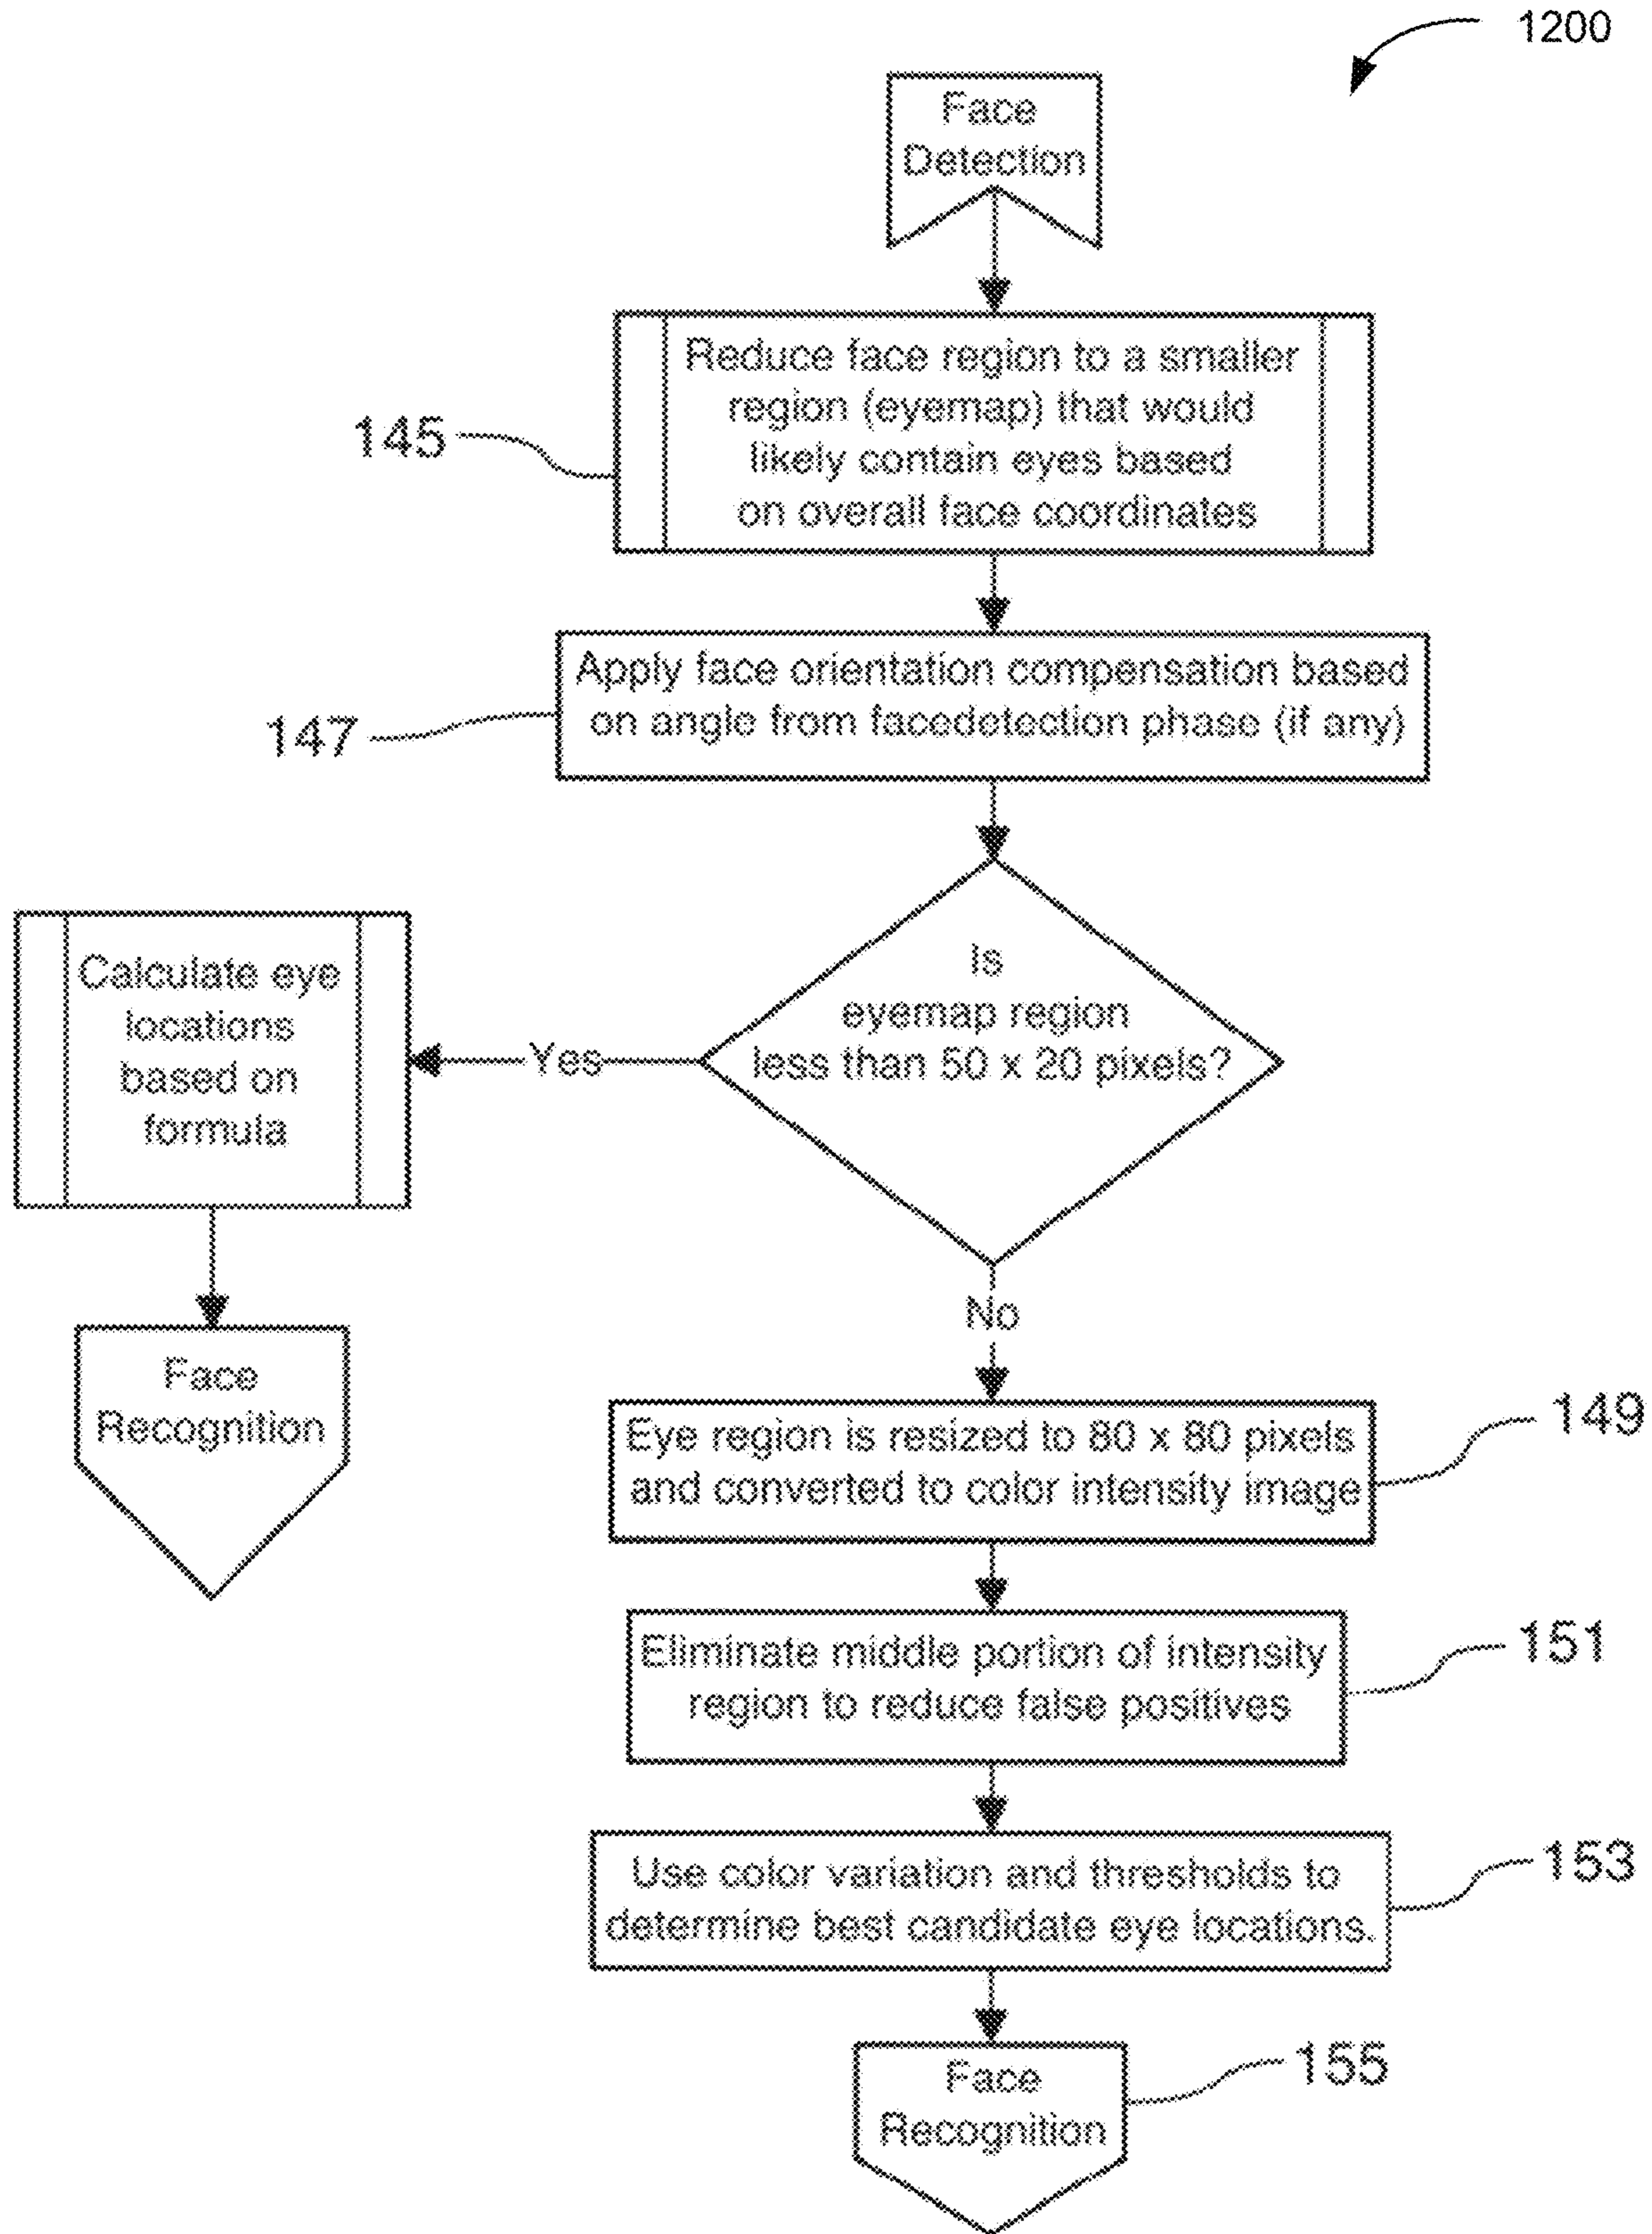 1200
Face
Detection
Reduce face region to a smaller
region (eyemap) that would
likely contain eyes based
on overall face coordinates
145
Apply face orientation compensation based
on angle from facedetection phase (if any)
147
Is
eyemap region
less than 50 x 20 pixels?
Yes
Calculate eye
locations
based on
formula
Face
Recognition
No
Eye region is resized to 80 x 80 pixels
and converted to color intensity image
149
Eliminate middle portion of intensity
region to reduce false positives
151
Use color variation and thresholds to
determine best candidate eye locations.
153
Face
Recognition
155